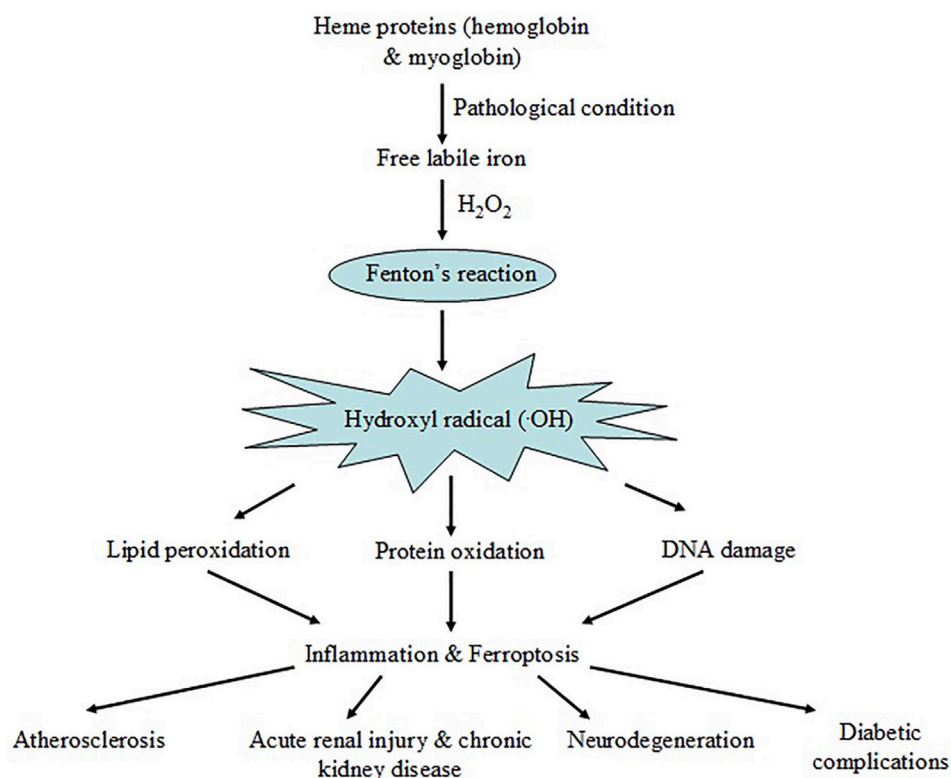 Heme proteins (hemoglobin
& myoglobin)
Pathological condition
Free labile iron
H₂O₂
Fenton’s reaction
Hydroxyl radical (·OH)
Lipid peroxidation
Protein oxidation
DNA damage
Inflammation & Ferroptosis
Atherosclerosis
Acute renal injury & chronic
kidney disease
Neurodegeneration
Diabetic
complications